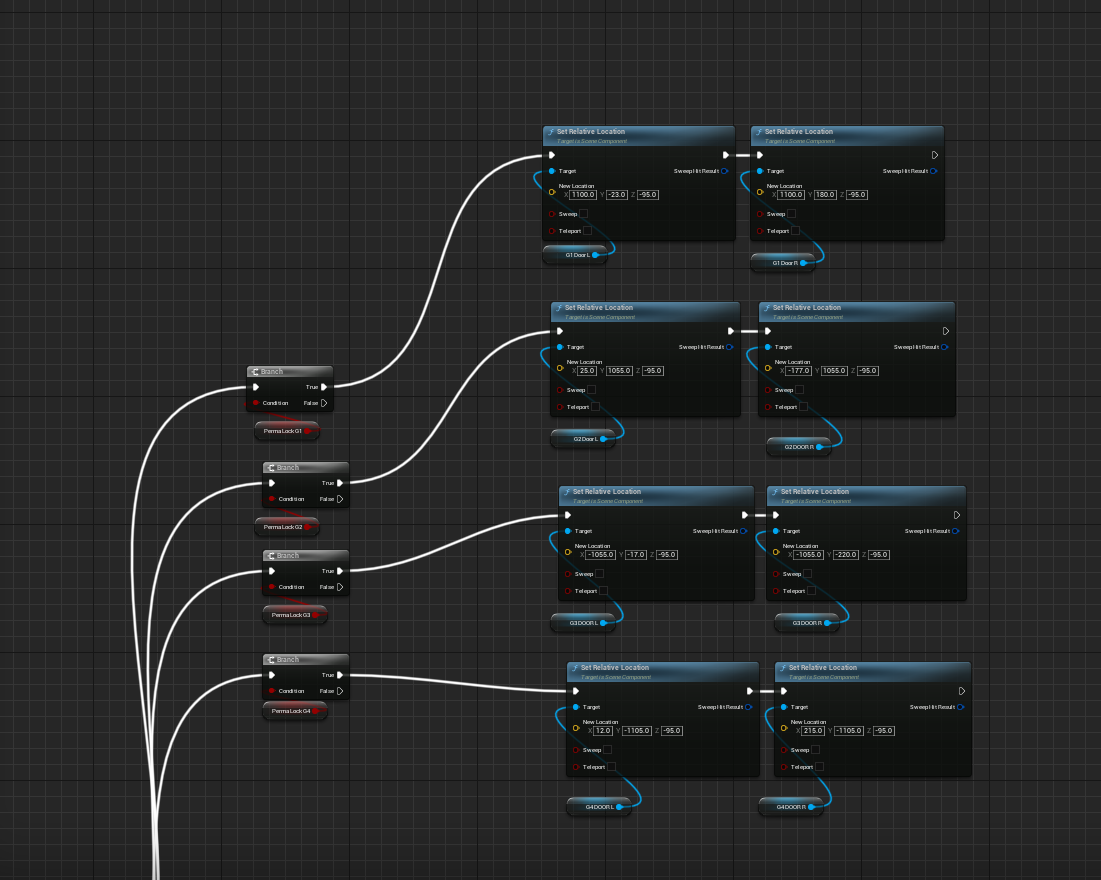 Set Relative Location
Target is Scene Component
Target
Sweep Hit Result
New Location
X 1100.0 Y -23.0 Z -95.0
Sweep
Teleport
G1 Door L
Set Relative Location
Target is Scene Component
Target
Sweep Hit Result
New Location
X 1100.0 Y 180.0 Z -95.0
Sweep
Teleport
G1 Door R
Set Relative Location
Target is Scene Component
Target
Sweep Hit Result
New Location
X 25.0 Y 1055.0 Z -95.0
Sweep
Teleport
G2 Door L
Set Relative Location
Target is Scene Component
Target
Sweep Hit Result
New Location
X -177.0 Y 1055.0 Z -95.0
Sweep
Teleport
G2 DOOR R
Branch
True
Condition
False
Perma Lock G1
Branch
True
Condition
False
Perma Lock G2
Set Relative Location
Target is Scene Component
Target
Sweep Hit Result
New Location
X -1055.0 Y -17.0 Z -95.0
Sweep
Teleport
G3 DOOR L
Set Relative Location
Target is Scene Component
Target
Sweep Hit Result
New Location
X -1055.0 Y -220.0 Z -95.0
Sweep
Teleport
G3 DOOR R
Branch
True
Condition
False
Perma Lock G3
Branch
True
Condition
False
Perma Lock G4
Set Relative Location
Target is Scene Component
Target
Sweep Hit Result
New Location
X 12.0 Y -1105.0 Z -95.0
Sweep
Teleport
G4 DOOR L
Set Relative Location
Target is Scene Component
Target
Sweep Hit Result
New Location
X 215.0 Y -1105.0 Z -95.0
Sweep
Teleport
G4 DOOR R